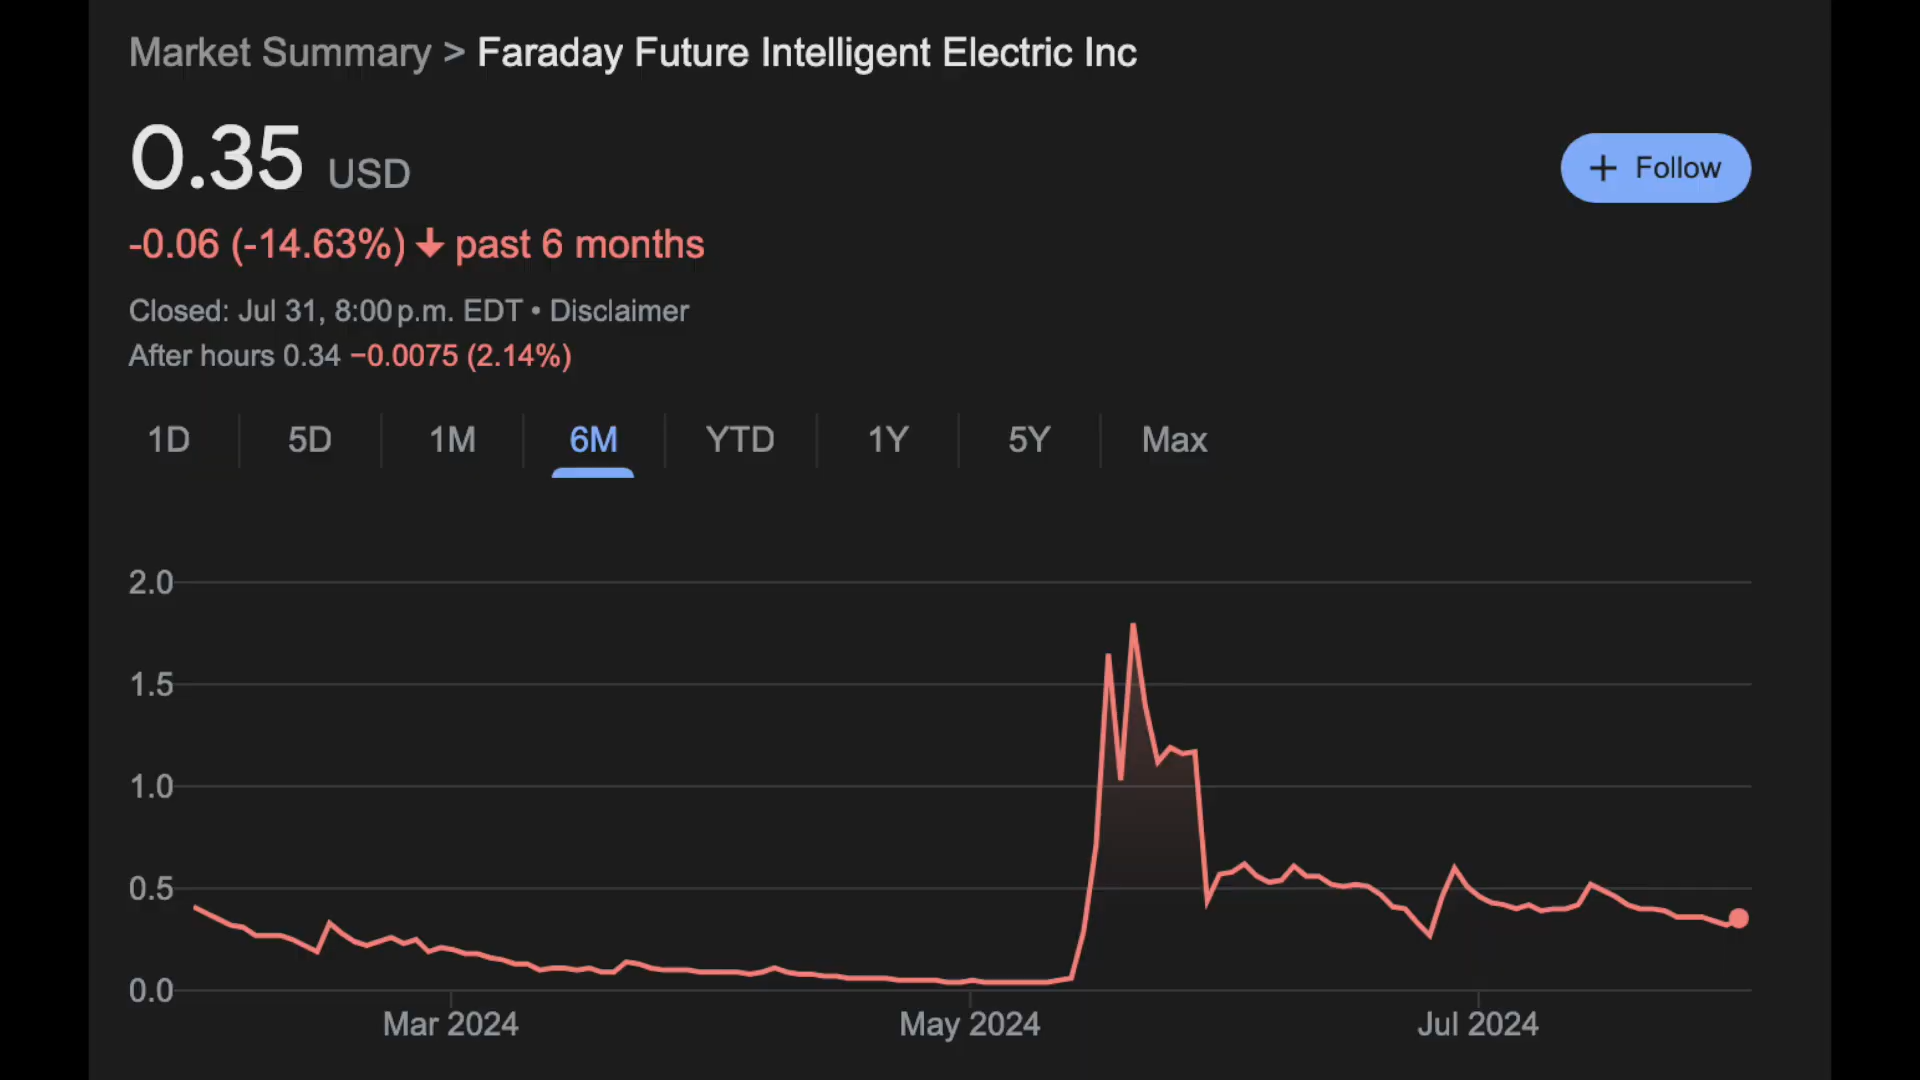 Market Summary > Faraday Future Intelligent Electric Inc
0.35 USD
+ Follow
-0.06 (-14.63%) ↓ past 6 months
Closed: Jul 31, 8:00 p.m. EDT • Disclaimer
After hours 0.34 −0.0075 (2.14%)
1D 5D 1M 6M YTD 1Y 5Y Max
2.0
1.5
1.0
0.5
0.0
Mar 2024 May 2024 Jul 2024